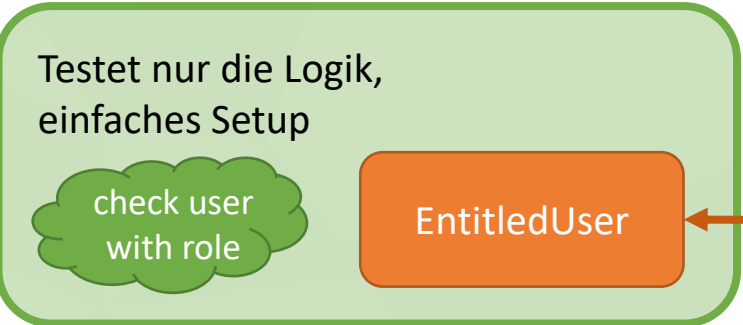 Testet nur die Logik,
einfaches Setup
check user
with role
EntitledUser